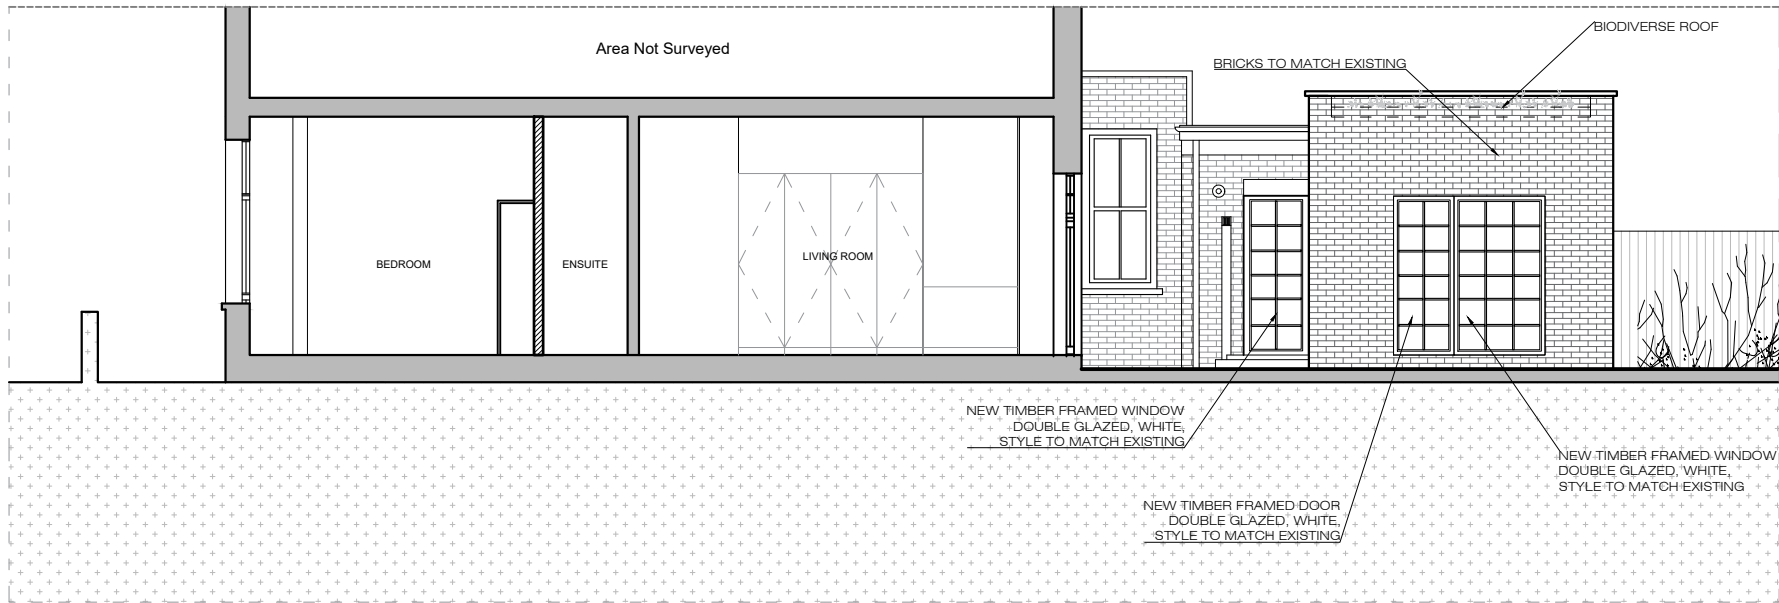 Area Not Surveyed
BIODIVERSE ROOF
BRICKS TO MATCH EXISTING
BEDROOM
ENSUITE
LIVING ROOM
NEW TIMBER FRAMED WINDOW
DOUBLE GLAZED, WHITE,
STYLE TO MATCH EXISTING
NEW TIMBER FRAMED WINDOW
DOUBLE GLAZED, WHITE,
STYLE TO MATCH EXISTING
NEW TIMBER FRAMED DOOR
DOUBLE GLAZED, WHITE,
STYLE TO MATCH EXISTING